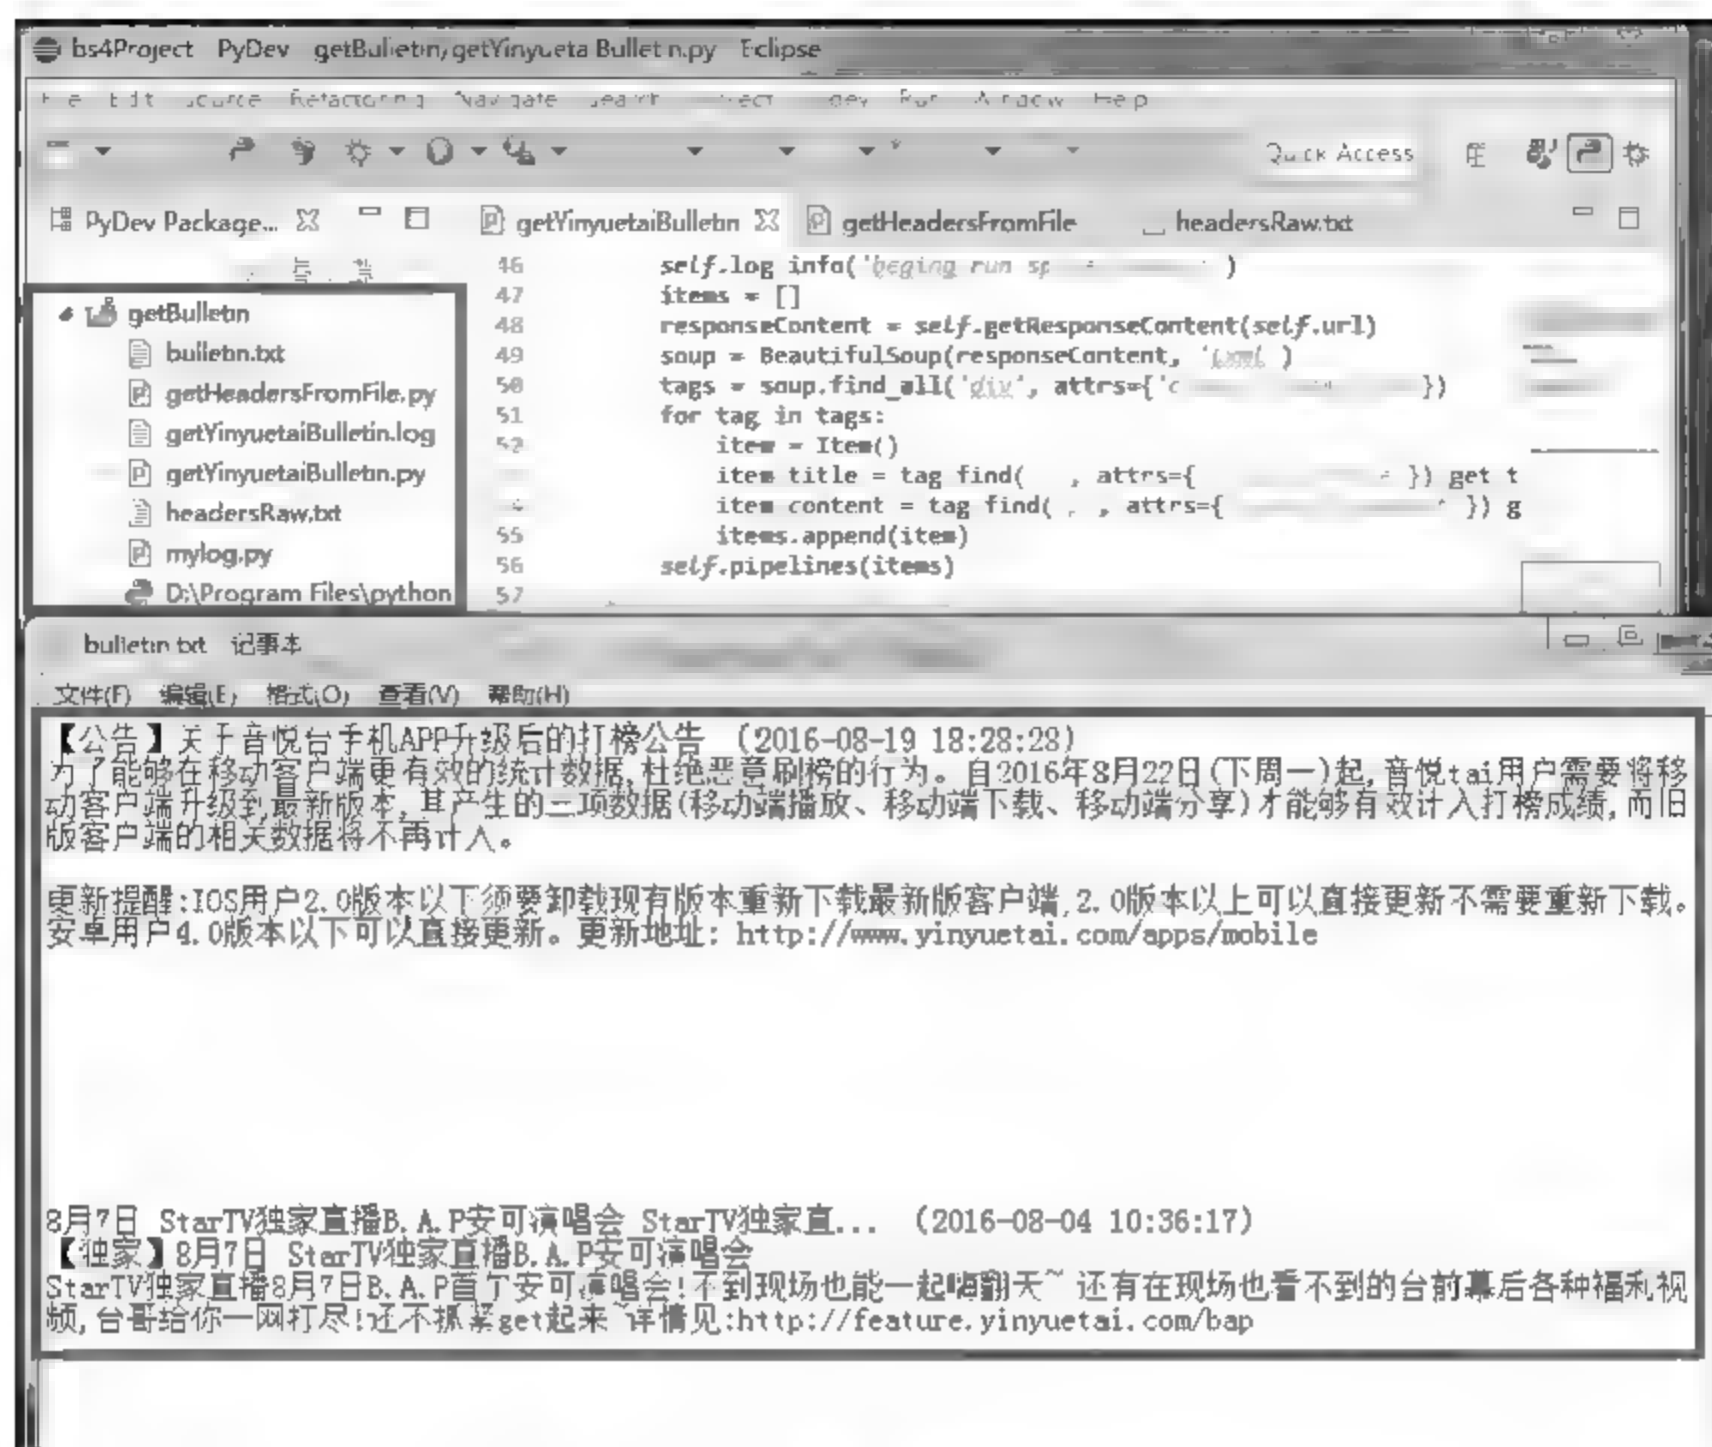 bs4Project PyDev getBulletin/getYinyuetaiBulletin.py Eclipse
Edit Source Refactoring Navigate Search Run Window Help
Quick Access
PyDev Package...
getYinyuetaiBulletin getHeadersFromFile headersRaw.txt
getBulletin
bulletin.txt
getHeadersFromFile.py
getYinyuetaiBulletin.log
getYinyuetaiBulletin.py
headersRaw.txt
mylog.py
D:\Program Files\python
46 self.log info('beging run )
47 items = []
48 responseContent = self.getResponseContent(self.url)
49 soup = BeautifulSoup(responseContent, 'lxml )
50 tags = soup.find_all('div', attrs={'c })
51 for tag in tags:
52 item = Item()
item title = tag find( , attrs={ }) get t
item content = tag find( , attrs={ }) g
55 items.append(item)
56 self.pipelines(items)
57
bulletin txt 记事本
文件(F) 编辑(E) 格式(O) 查看(V) 帮助(H)
【公告】关于音悦台手机APP升级后的打榜公告 (2016-08-19 18:28:28)
为了能够在移动客户端更有效的统计数据,杜绝恶意刷榜的行为。自2016年8月22日(下周一)起,音悦tai用户需要将移
动客户端升级到最新版本,其产生的三项数据(移动端播放、移动端下载、移动端分享)才能够有效计入打榜成绩,而旧
版客户端的相关数据将不再计入。
更新提醒:IOS用户2.0版本以下须要卸载现有版本重新下载最新版客户端,2.0版本以上可以直接更新不需要重新下载。
安卓用户4.0版本以下可以直接更新。更新地址: http://www.yinyuetai.com/apps/mobile
8月7日 StarTV独家直播B.A.P安可演唱会 StarTV独家直... (2016-08-04 10:36:17)
【独家】8月7日 StarTV独家直播B.A.P安可演唱会
StarTV独家直播8月7日B.A.P首尔安可演唱会!不到现场也能一起嗨翻天~ 还有在现场也看不到的台前幕后各种福利视
频,台哥给你一网打尽!还不抓紧get起来~详情见:http://feature.yinyuetai.com/bap